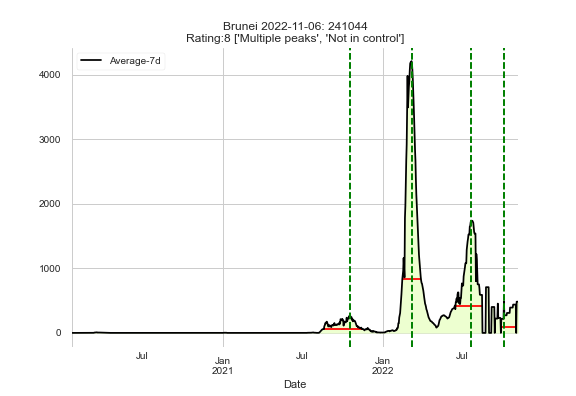 Brunei 2022-11-06: 241044
Rating:8 ['Multiple peaks', 'Not in control']
Average-7d
4000
3000
2000
1000
0
Jul
Jan
2021
Jul
Jan
2022
Jul
Date